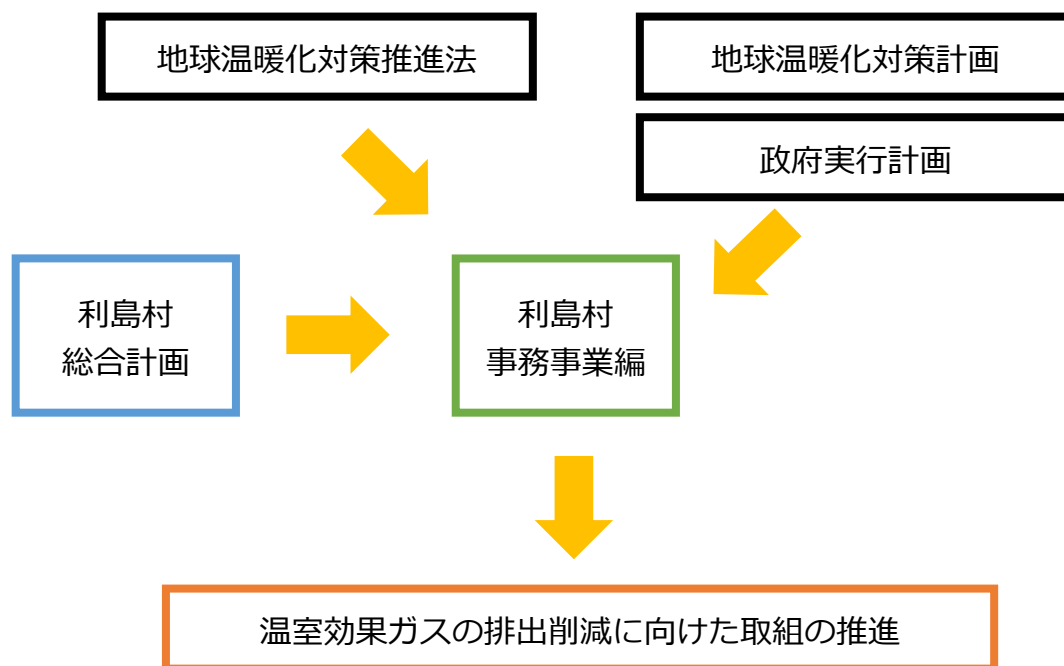 地球温暖化対策推進法
地球温暖化対策計画
政府実行計画
利島村
総合計画
利島村
事務事業編
温室効果ガスの排出削減に向けた取組の推進